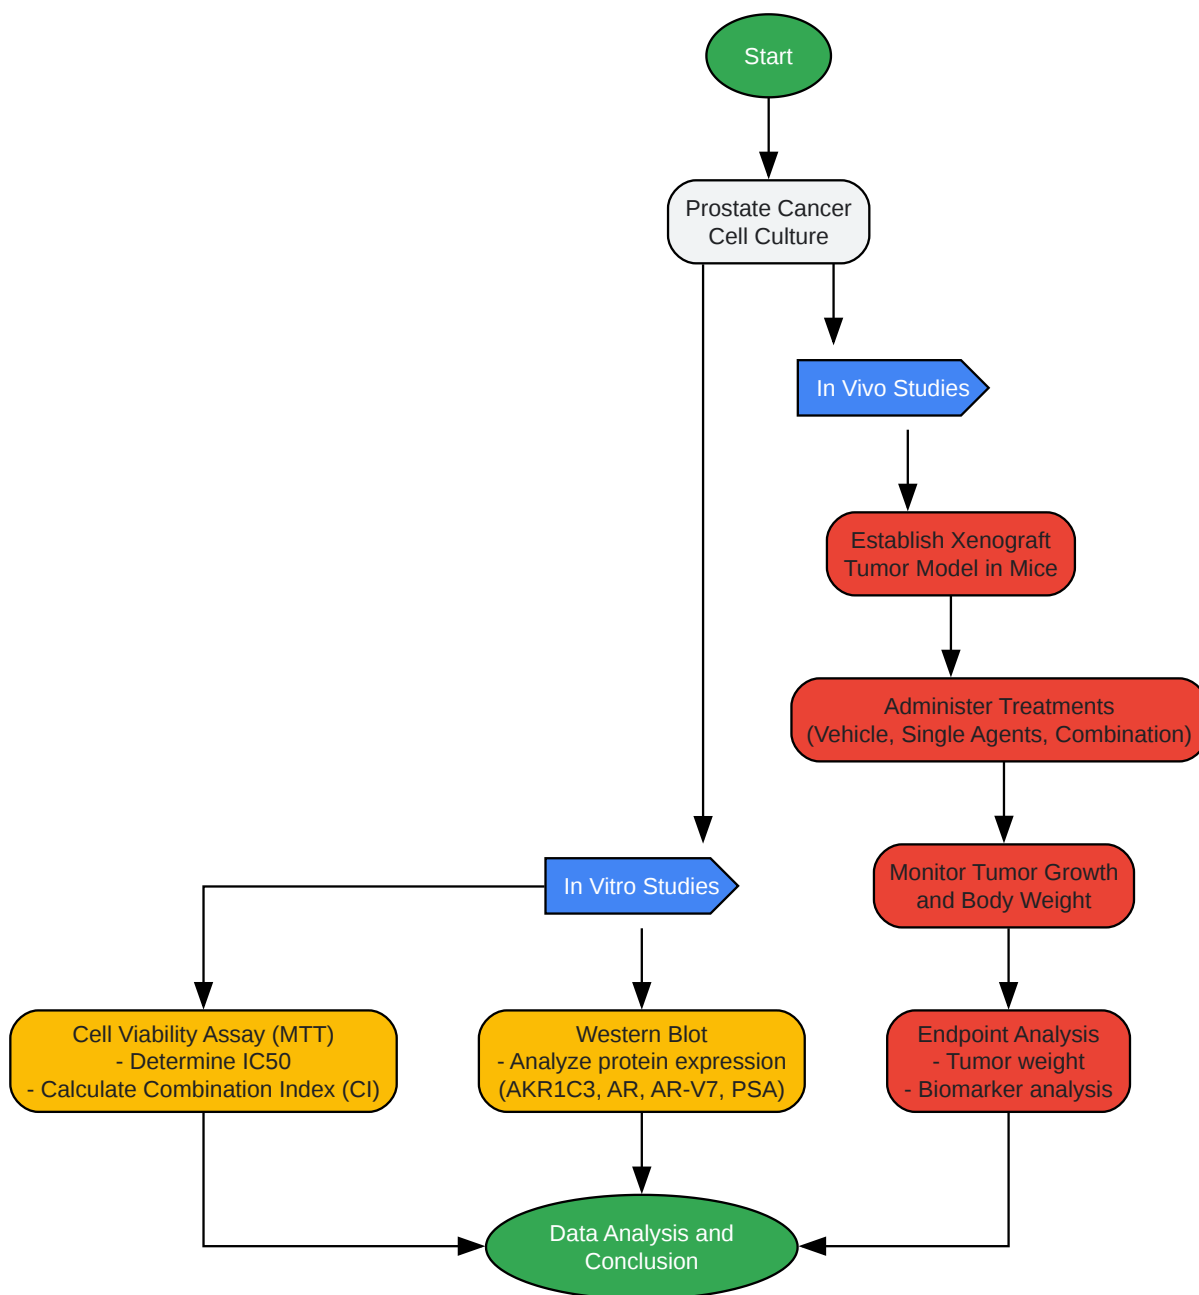 Start
Prostate Cancer
Cell Culture
In Vivo Studies
Establish Xenograft
Tumor Model in Mice
Administer Treatments
(Vehicle, Single Agents, Combination)
Monitor Tumor Growth
and Body Weight
In Vitro Studies
Cell Viability Assay (MTT)
- Determine IC50
- Calculate Combination Index (CI)
Western Blot
- Analyze protein expression
(AKR1C3, AR, AR-V7, PSA)
Endpoint Analysis
- Tumor weight
- Biomarker analysis
Data Analysis and
Conclusion